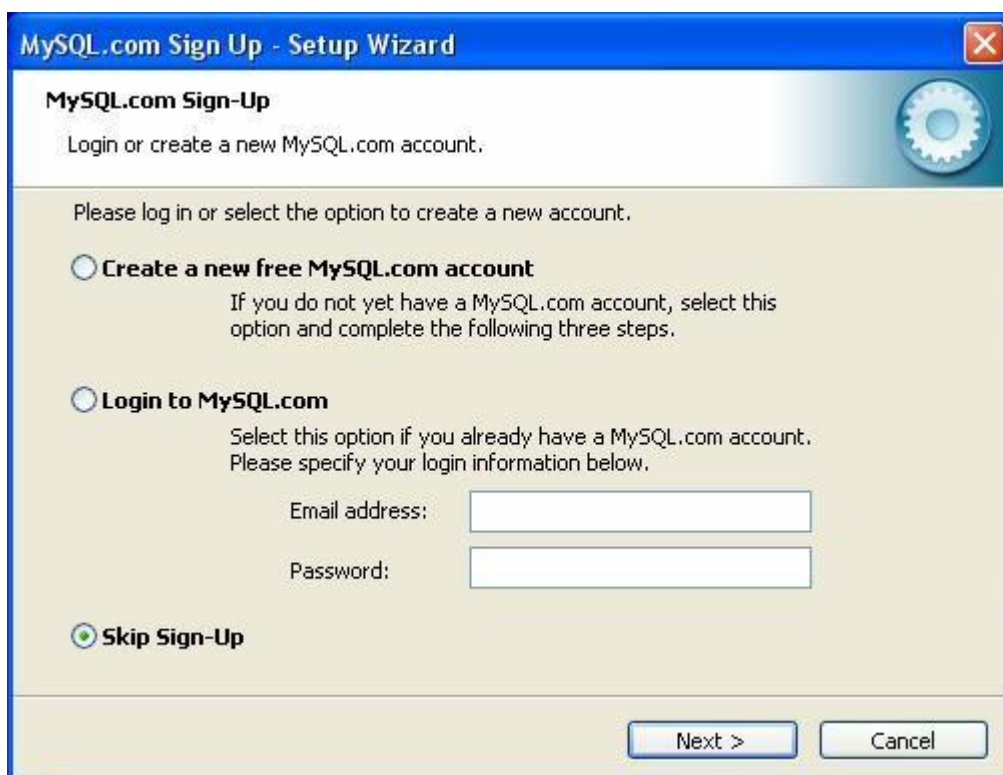 MySQL.com Sign Up - Setup Wizard
MySQL.com Sign-Up
Login or create a new MySQL.com account.
Please log in or select the option to create a new account.
Create a new free MySQL.com account
If you do not yet have a MySQL.com account, select this
option and complete the following three steps.
Login to MySQL.com
Select this option if you already have a MySQL.com account.
Please specify your login information below.
Email address:
Password:
Skip Sign-Up
Next >
Cancel